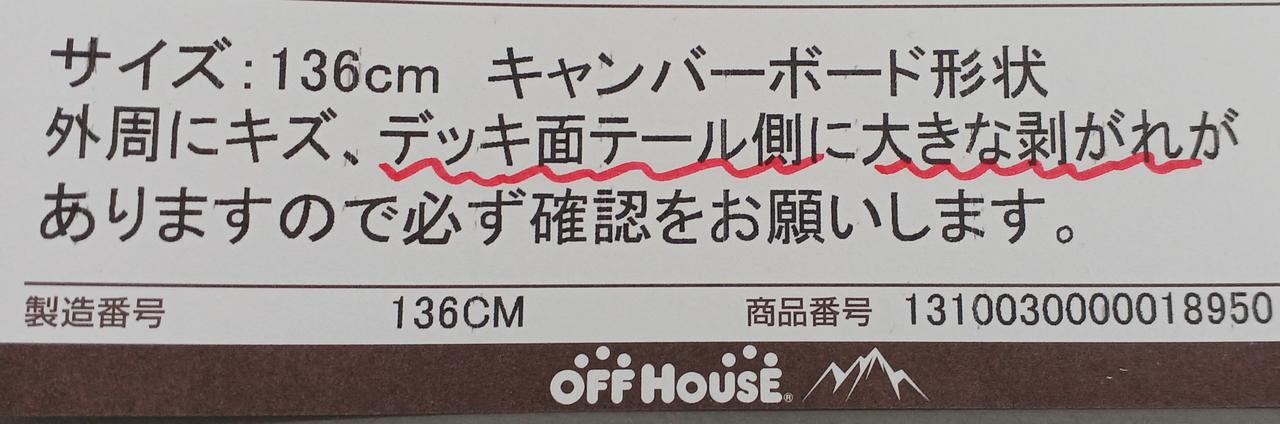 サイズ:136cm キャンバーボード形状
外周にキズ、デッキ面テール側に大きな剥がれが
ありますので必ず確認をお願いします。
製造番号 136CM 商品番号 1310030000018950
OFF HOUSE®